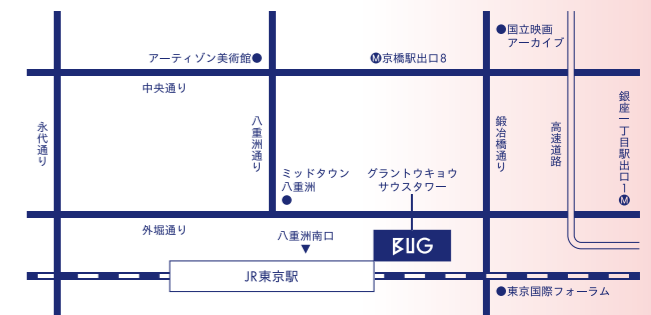 ●国立映画
アーカイブ
アーティゾン美術館●
Ⓜ京橋駅出口8
中央通り
永代通り
八重洲通り
鍛冶橋通り
高速道路
銀座一丁目駅出口1Ⓜ
ミッドタウン
八重洲
グラントウキョウ
サウスタワー
外堀通り
八重洲南口
BUG
JR東京駅
●東京国際フォーラム